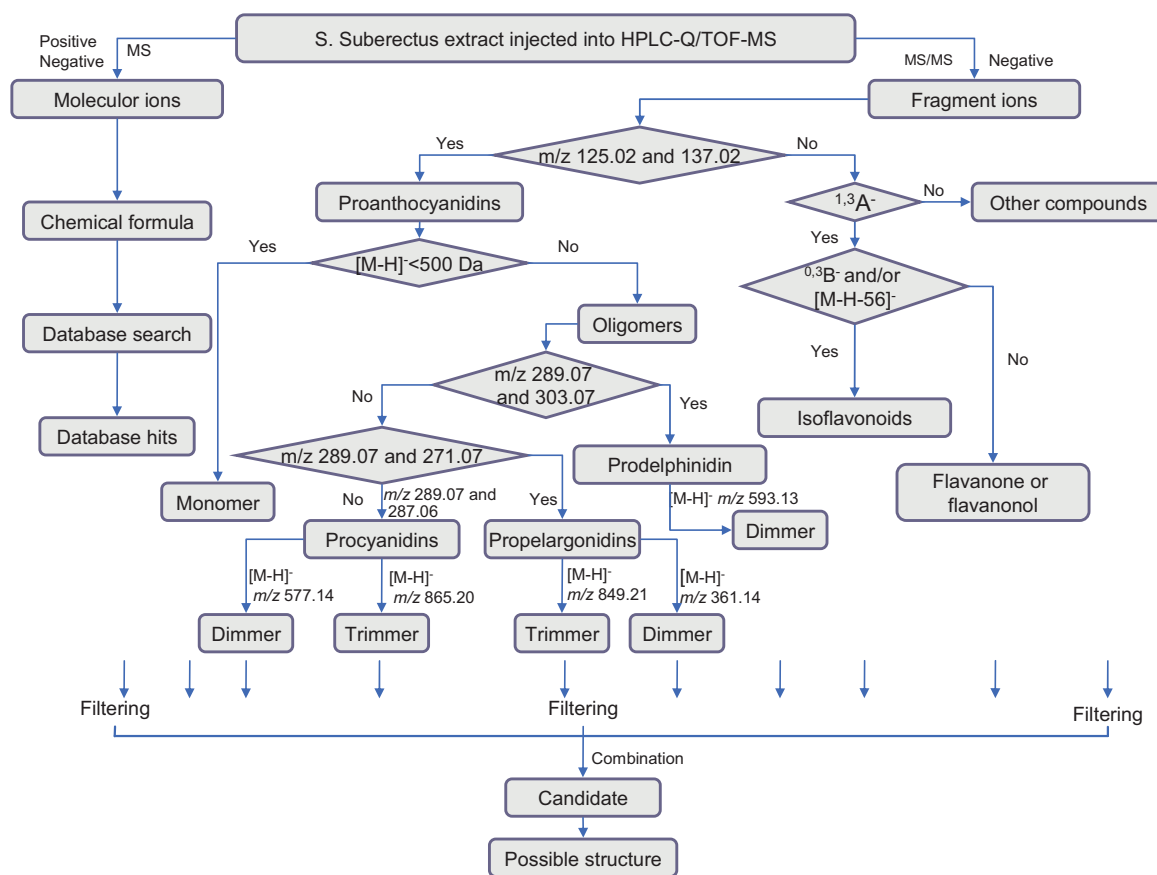 S. Suberectus extract injected into HPLC-Q/TOF-MS
Positive
Negative
MS
MS/MS
Negative
Molecular ions
Fragment ions
Yes
m/z 125.02 and 137.02
No
Proanthocyanidins
1,3A-
No
Other compounds
Chemical formula
Yes
[M-H]-<500 Da
No
Yes
0,3B- and/or
[M-H-56]-
Oligomers
Database search
Yes
No
m/z 289.07
and 303.07
No
Yes
Isoflavonoids
Database hits
m/z 289.07 and 271.07
Prodelphinidin
Monomer
No
m/z 289.07 and
287.06
Yes
[M-H]- m/z 593.13
Flavanone or
flavanonol
Procyanidins
Propelargonidins
Dimmer
[M-H]-
m/z 577.14
[M-H]-
m/z 865.20
[M-H]-
m/z 849.21
[M-H]-
m/z 361.14
Dimmer
Trimmer
Trimmer
Dimmer
Filtering
Filtering
Filtering
Combination
Candidate
Possible structure